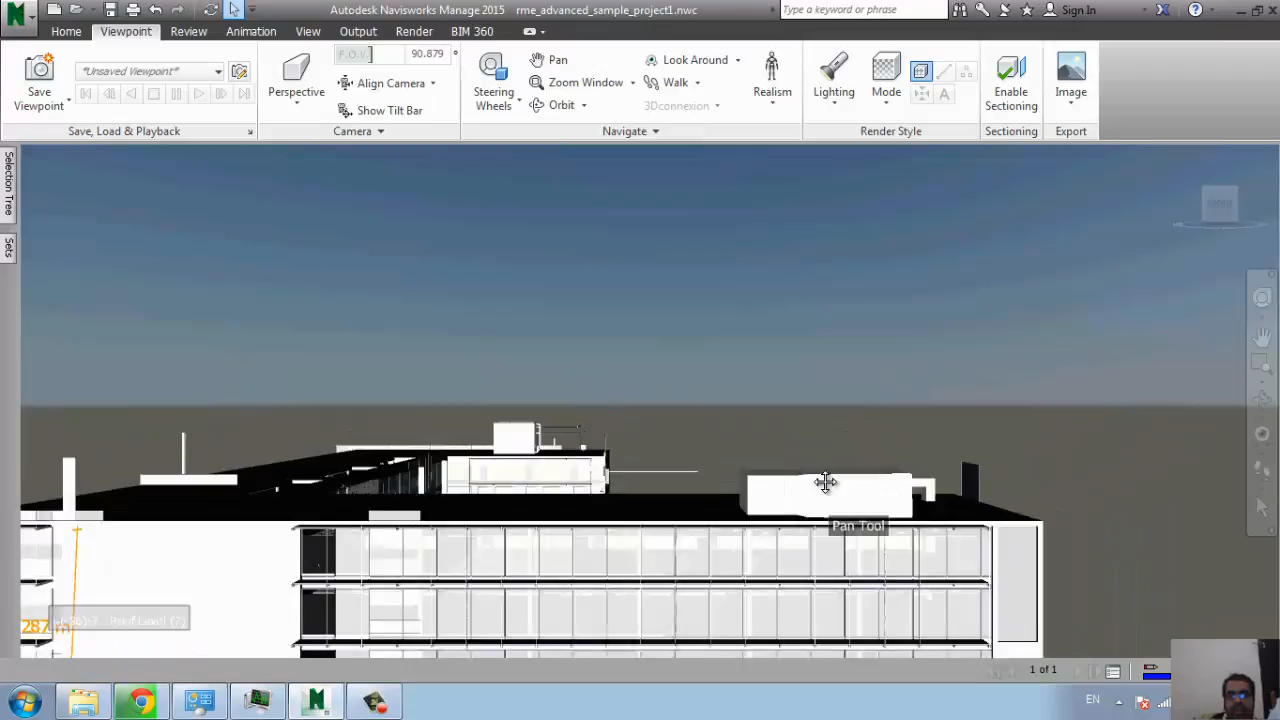 Autodesk Navisworks Manage 2015 rme_advanced_sample_project1.nwc
Type a keyword or phrase
Sign In
Home Viewpoint Review Animation View Output Render BIM 360
Save Viewpoint
*Unsaved Viewpoint*
Save, Load & Playback
Perspective
F.O.V. 90.879 °
Align Camera
Show Tilt Bar
Camera
Steering Wheels
Pan
Zoom Window
Orbit
Look Around
Walk
3Dconnexion
Realism
Navigate
Lighting
Mode
A
Render Style
Enable Sectioning
Sectioning
Image
Export
Selection Tree
Sets
Pan Tool
287 m
1 of 1
EN